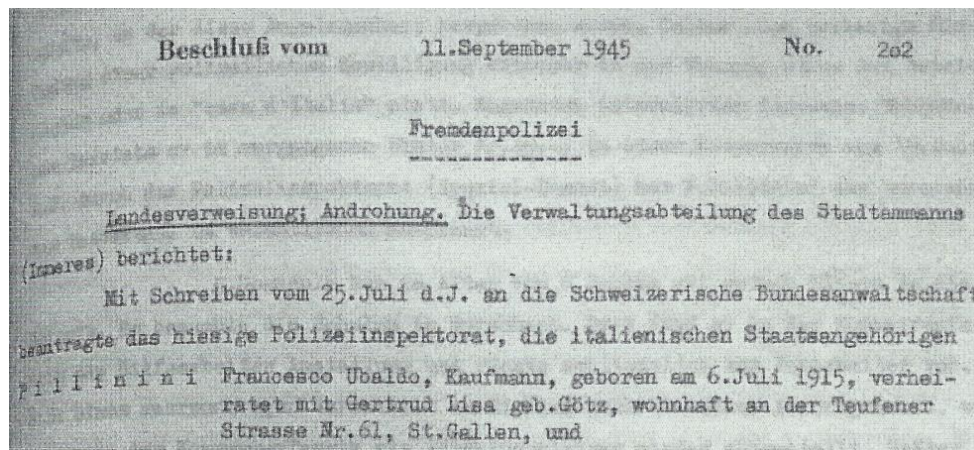 Beschluß vom 11.September 1945 No. 2o2
Fremdenpolizei
Landesverweisung; Androhung. Die Verwaltungsabteilung des Stadtammanns
(Inneres) berichtet:
Mit Schreiben vom 25.Juli d.J. an die Schweizerische Bundesanwaltschaft
beantragte das hiesige Polizeiinspektorat, die italienischen Staatsangehörigen
Francesco Ubaldo, Kaufmann, geboren am 6.Juli 1915, verhei-
ratet mit Gertrud Lisa geb.Götz, wohnhaft an der Teufener
Strasse Nr.61, St.Gallen, und